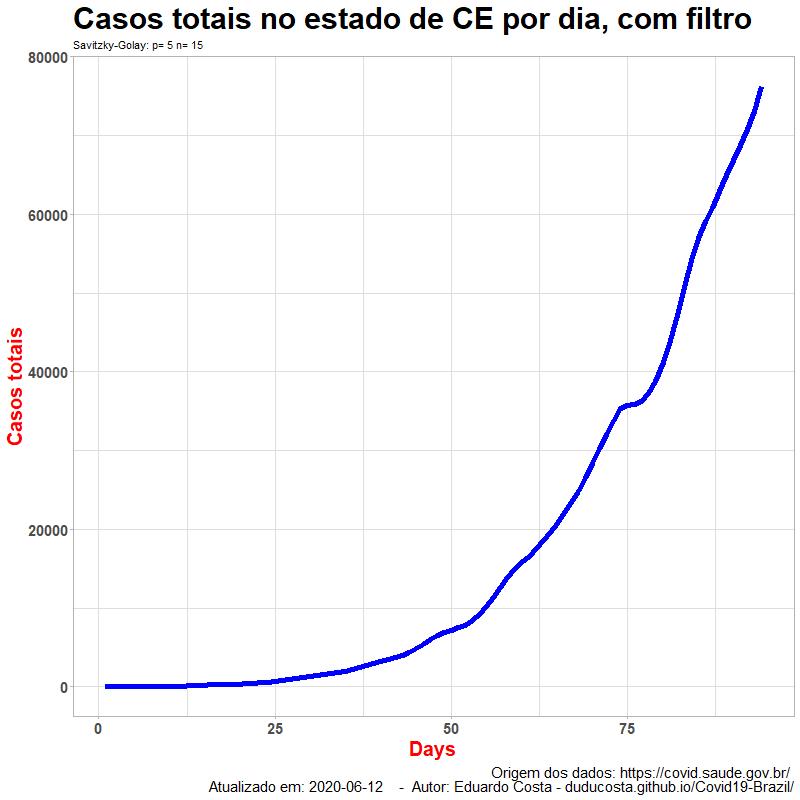 Casos totais no estado de CE por dia, com filtro
Savitzky-Golay: p= 5 n= 15
80000
60000
40000
20000
0
Casos totais
0 25 50 75
Days
Origem dos dados: https://covid.saude.gov.br/
Atualizado em: 2020-06-12 - Autor: Eduardo Costa - duducosta.github.io/Covid19-Brazil/